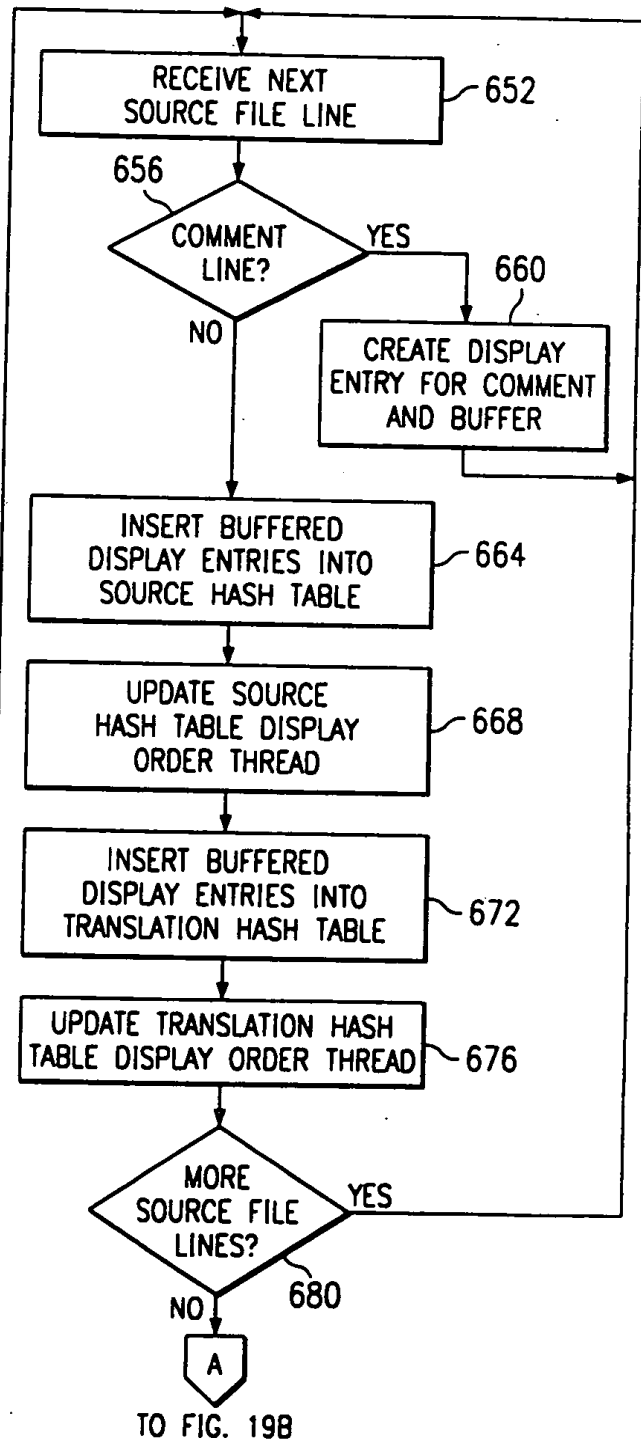 RECEIVE NEXT
SOURCE FILE LINE
652
656
COMMENT
LINE?
YES
NO
660
CREATE DISPLAY
ENTRY FOR COMMENT
AND BUFFER
INSERT BUFFERED
DISPLAY ENTRIES INTO
SOURCE HASH TABLE
664
UPDATE SOURCE
HASH TABLE DISPLAY
ORDER THREAD
668
INSERT BUFFERED
DISPLAY ENTRIES INTO
TRANSLATION HASH TABLE
672
UPDATE TRANSLATION HASH
TABLE DISPLAY ORDER THREAD
676
MORE
SOURCE FILE
LINES?
YES
680
NO
A
TO FIG. 19B